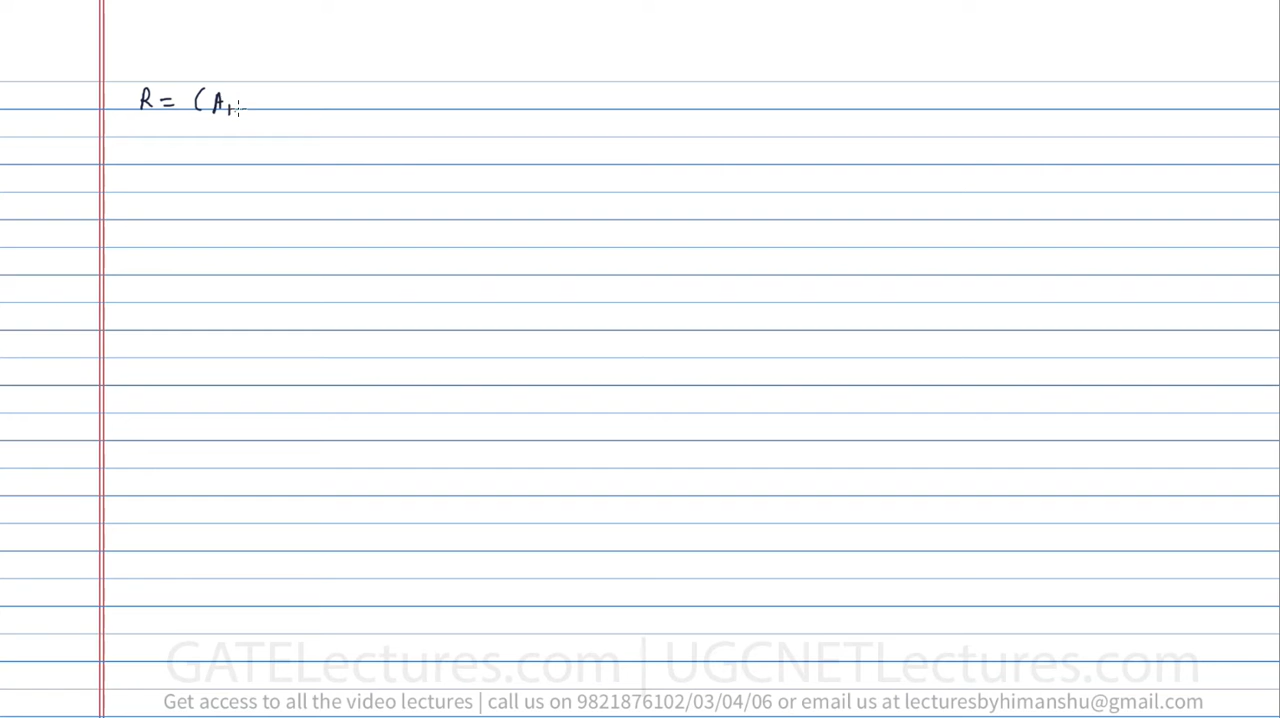 R = (A,
GATELectures.com | UGCNETLectures.com
Get access to all the video lectures | call us on 9821876102/03/04/06 or email us at lecturesbyhimanshu@gmail.com